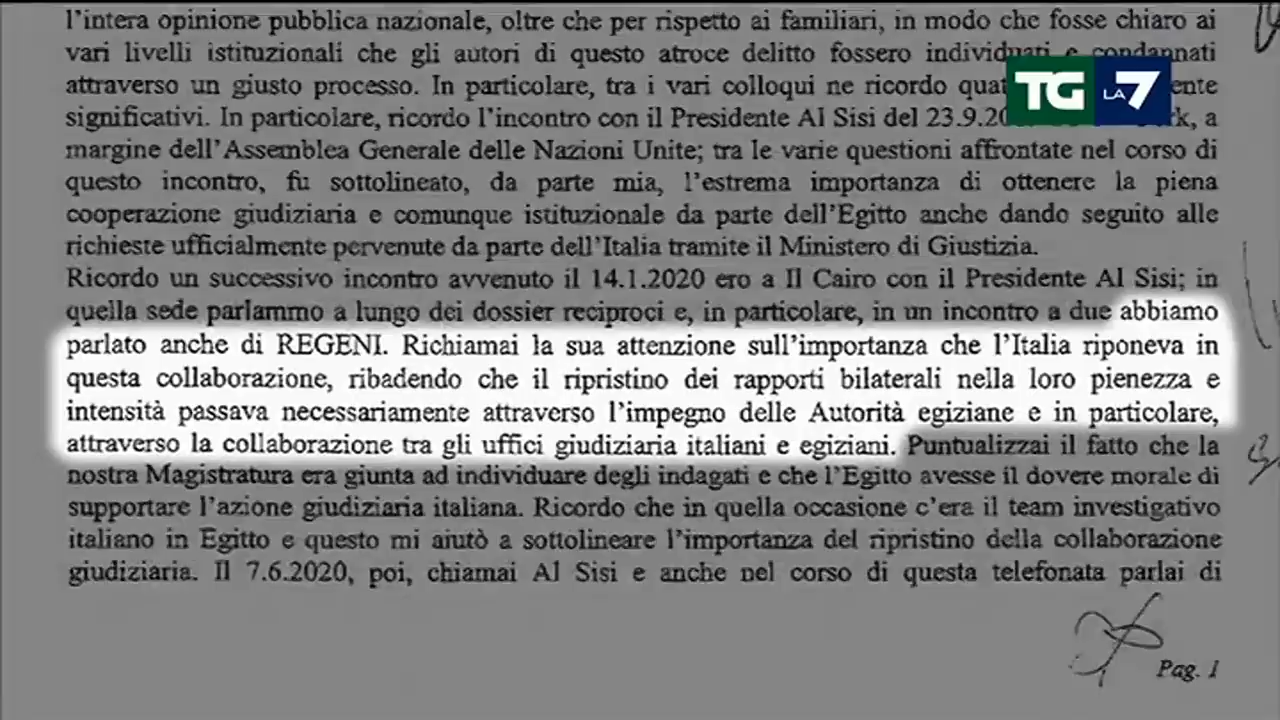 l'intera opinione pubblica nazionale, oltre che per rispetto ai familiari, in modo che fosse chiaro ai
vari livelli istituzionali che gli autori di questo atroce delitto fossero individuati e condannati
attraverso un giusto processo. In particolare, tra i vari colloqui ne ricordo
significativi. In particolare, ricordo l'incontro con il Presidente Al Sisi del a
margine dell'Assemblea Generale delle Nazioni Unite; tra le varie questioni affrontate nel corso di
questo incontro, fu sottolineato, da parte mia, l'estrema importanza di ottenere la piena
cooperazione giudiziaria e comunque istituzionale da parte dell'Egitto anche dando seguito alle
richieste ufficialmente pervenute da parte dell'Italia tramite il Ministero di Giustizia.
Ricordo un successivo incontro avvenuto il 14.1.2020 ero a Il Cairo con il Presidente Al Sisi; in
quella sede parlammo a lungo dei dossier reciproci e, in particolare, in un incontro a due abbiamo
parlato anche di REGENI. Richiamai la sua attenzione sull'importanza che l'Italia riponeva in
questa collaborazione, ribadendo che il ripristino dei rapporti bilaterali nella loro pienezza e
intensità passava necessariamente attraverso l'impegno delle Autorità egiziane e in particolare,
attraverso la collaborazione tra gli uffici giudiziaria italiani e egiziani. Puntualizzai il fatto che la
nostra Magistratura era giunta ad individuare degli indagati e che l'Egitto avesse il dovere morale di
supportare l'azione giudiziaria italiana. Ricordo che in quella occasione c'era il team investigativo
italiano in Egitto e questo mi aiutò a sottolineare l'importanza del ripristino della collaborazione
giudiziaria. Il 7.6.2020, poi, chiamai Al Sisi e anche nel corso di questa telefonata parlai di
Pag. 1
TG LA7